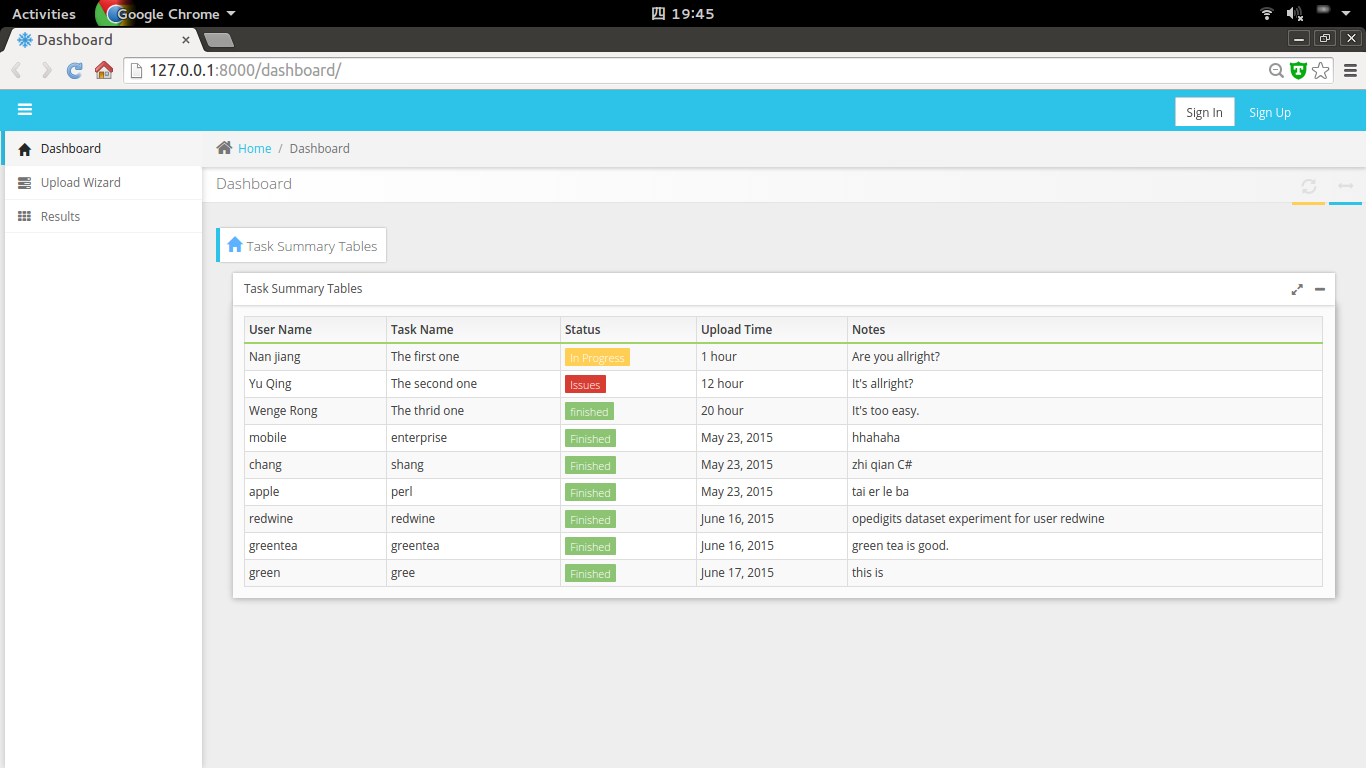 Activities Google Chrome 四 19:45
Dashboard
127.0.0.1:8000/dashboard/
Sign In Sign Up
Dashboard
Upload Wizard
Results
Home / Dashboard
Dashboard
Task Summary Tables
Task Summary Tables
User Name Task Name Status Upload Time Notes
Nan jiang The first one In Progress 1 hour Are you allright?
Yu Qing The second one Issues 12 hour It's allright?
Wenge Rong The thrid one finished 20 hour It's too easy.
mobile enterprise Finished May 23, 2015 hhahaha
chang shang Finished May 23, 2015 zhi qian C#
apple perl Finished May 23, 2015 tai er le ba
redwine redwine Finished June 16, 2015 opedigits dataset experiment for user redwine
greentea greentea Finished June 16, 2015 green tea is good.
green gree Finished June 17, 2015 this is